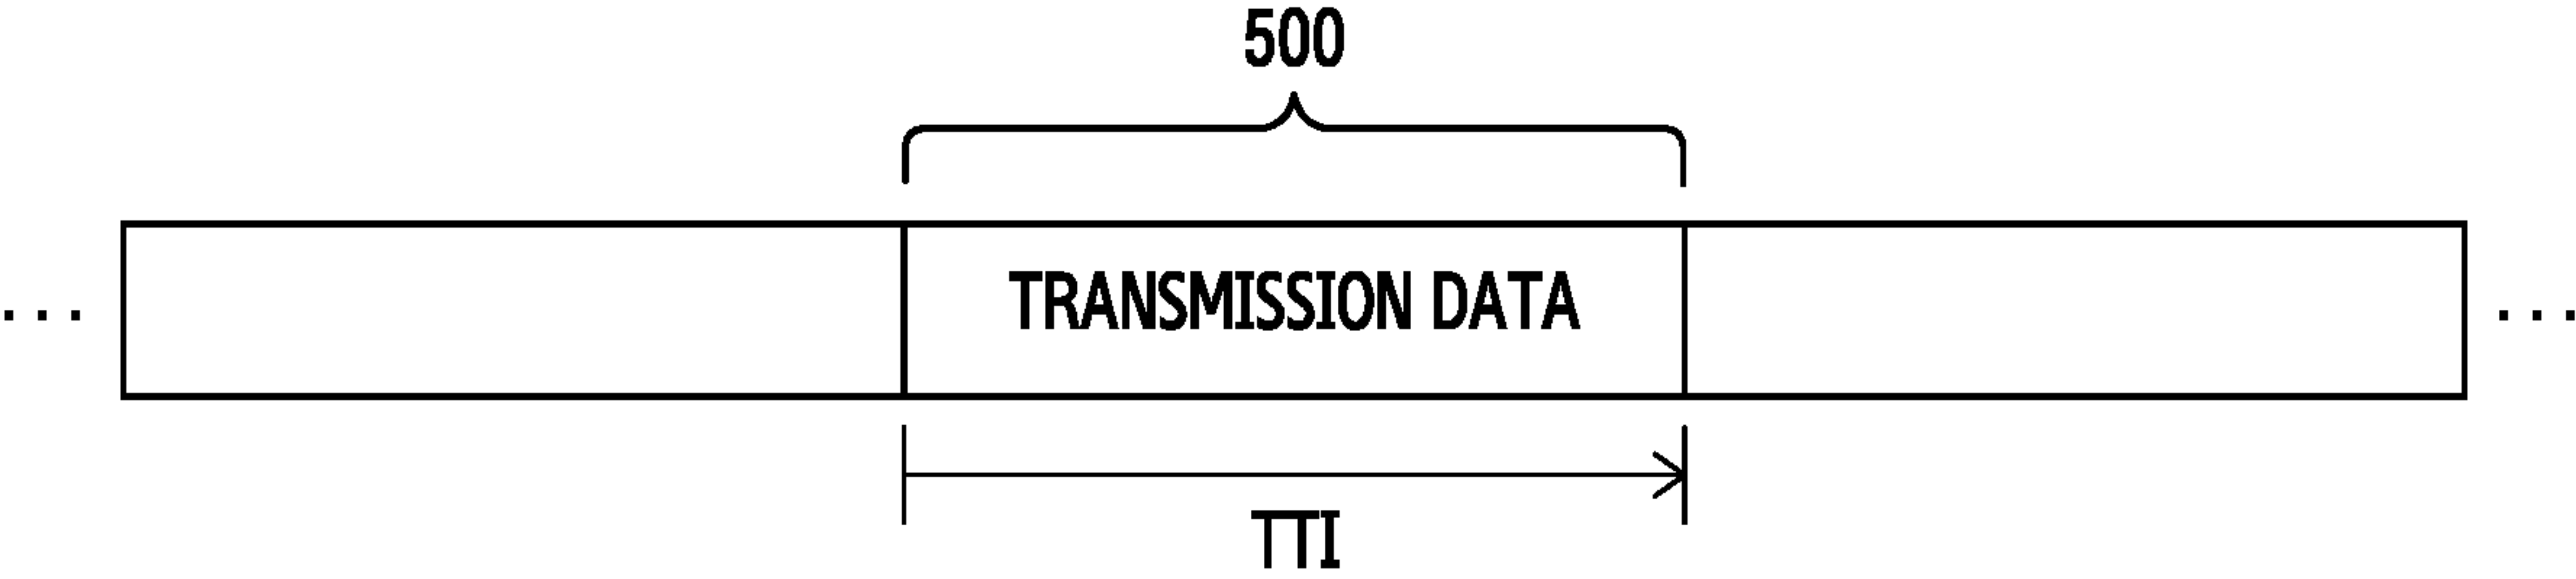 500
... TRANSMISSION DATA ...
TTI